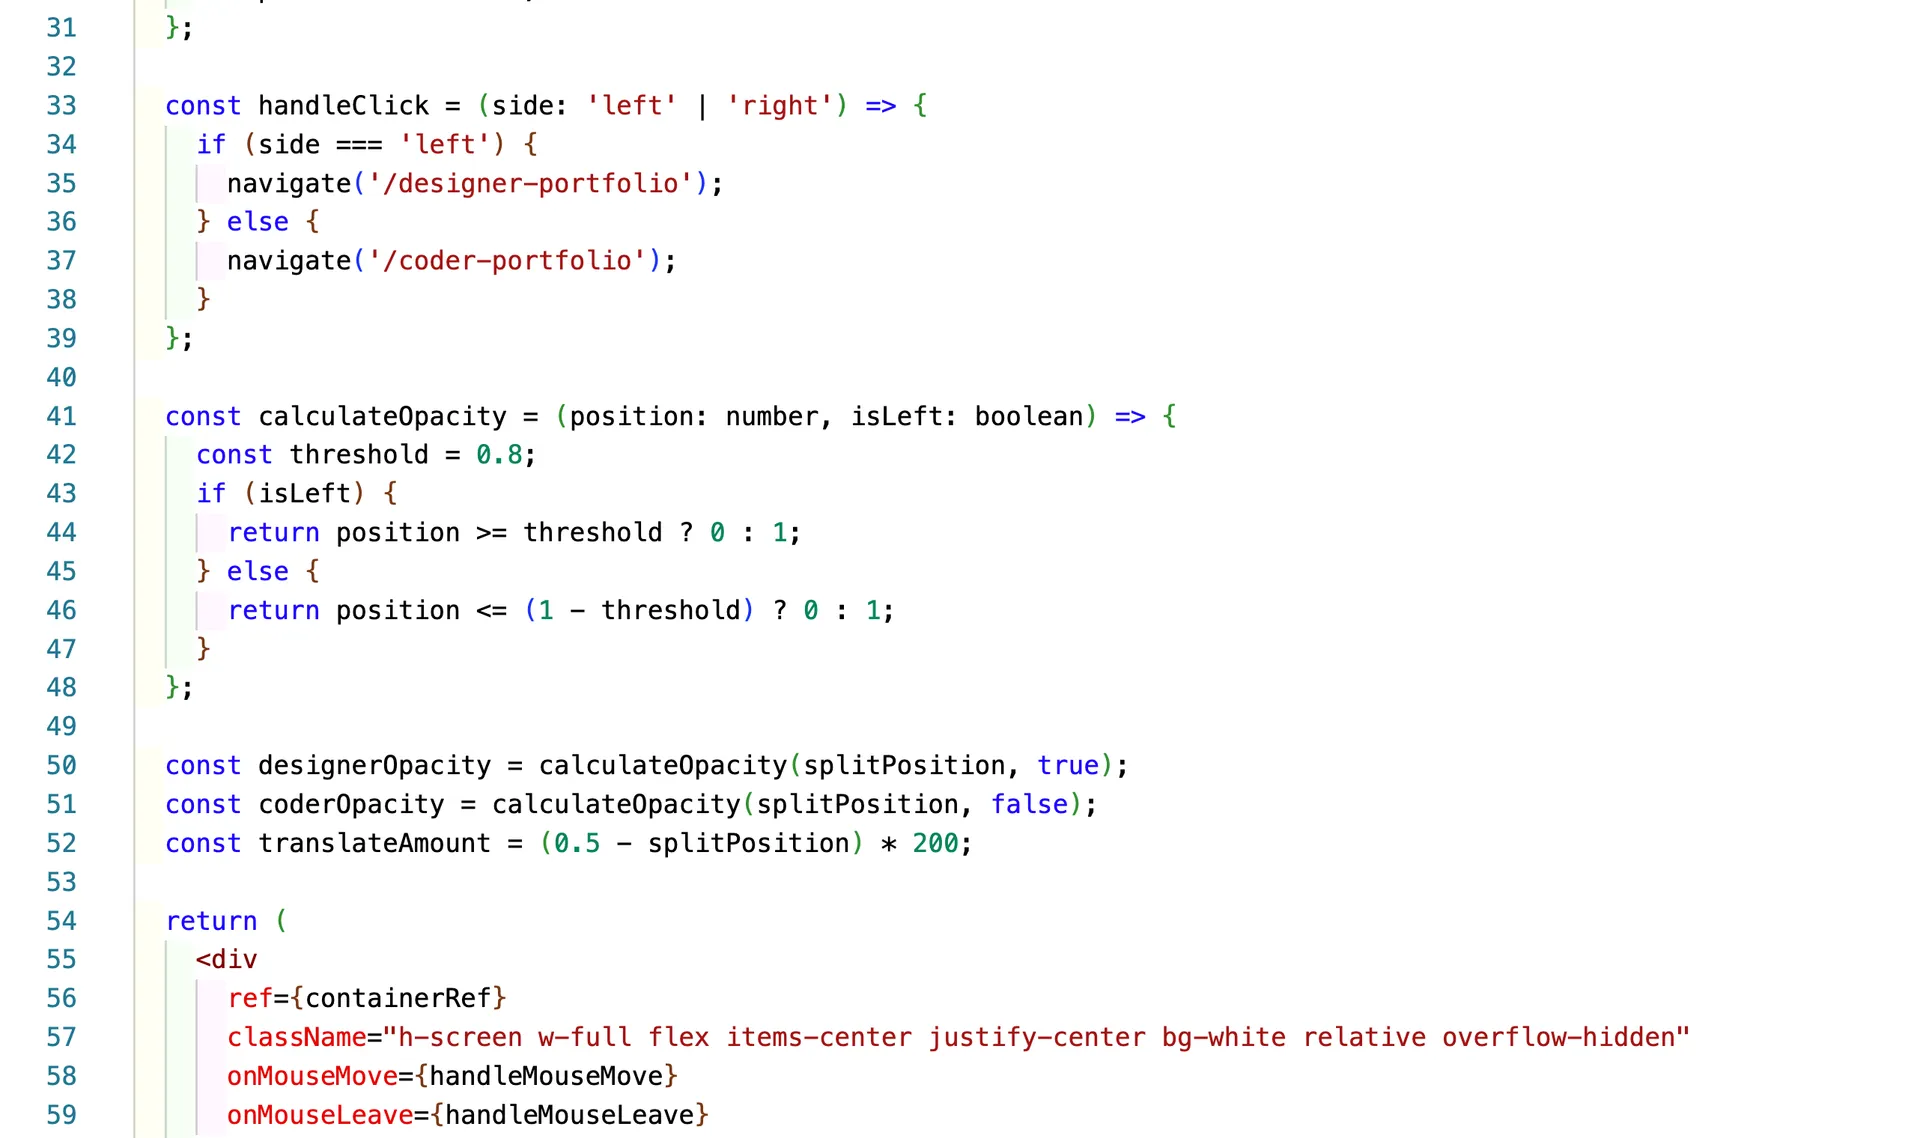 31 };
32
33 const handleClick = (side: 'left' | 'right') => {
34 if (side === 'left') {
35 navigate('/designer-portfolio');
36 } else {
37 navigate('/coder-portfolio');
38 }
39 };
40
41 const calculateOpacity = (position: number, isLeft: boolean) => {
42 const threshold = 0.8;
43 if (isLeft) {
44 return position >= threshold ? 0 : 1;
45 } else {
46 return position <= (1 - threshold) ? 0 : 1;
47 }
48 };
49
50 const designerOpacity = calculateOpacity(splitPosition, true);
51 const coderOpacity = calculateOpacity(splitPosition, false);
52 const translateAmount = (0.5 - splitPosition) * 200;
53
54 return (
55 <div
56 ref={containerRef}
57 className="h-screen w-full flex items-center justify-center bg-white relative overflow-hidden"
58 onMouseMove={handleMouseMove}
59 onMouseLeave={handleMouseLeave}